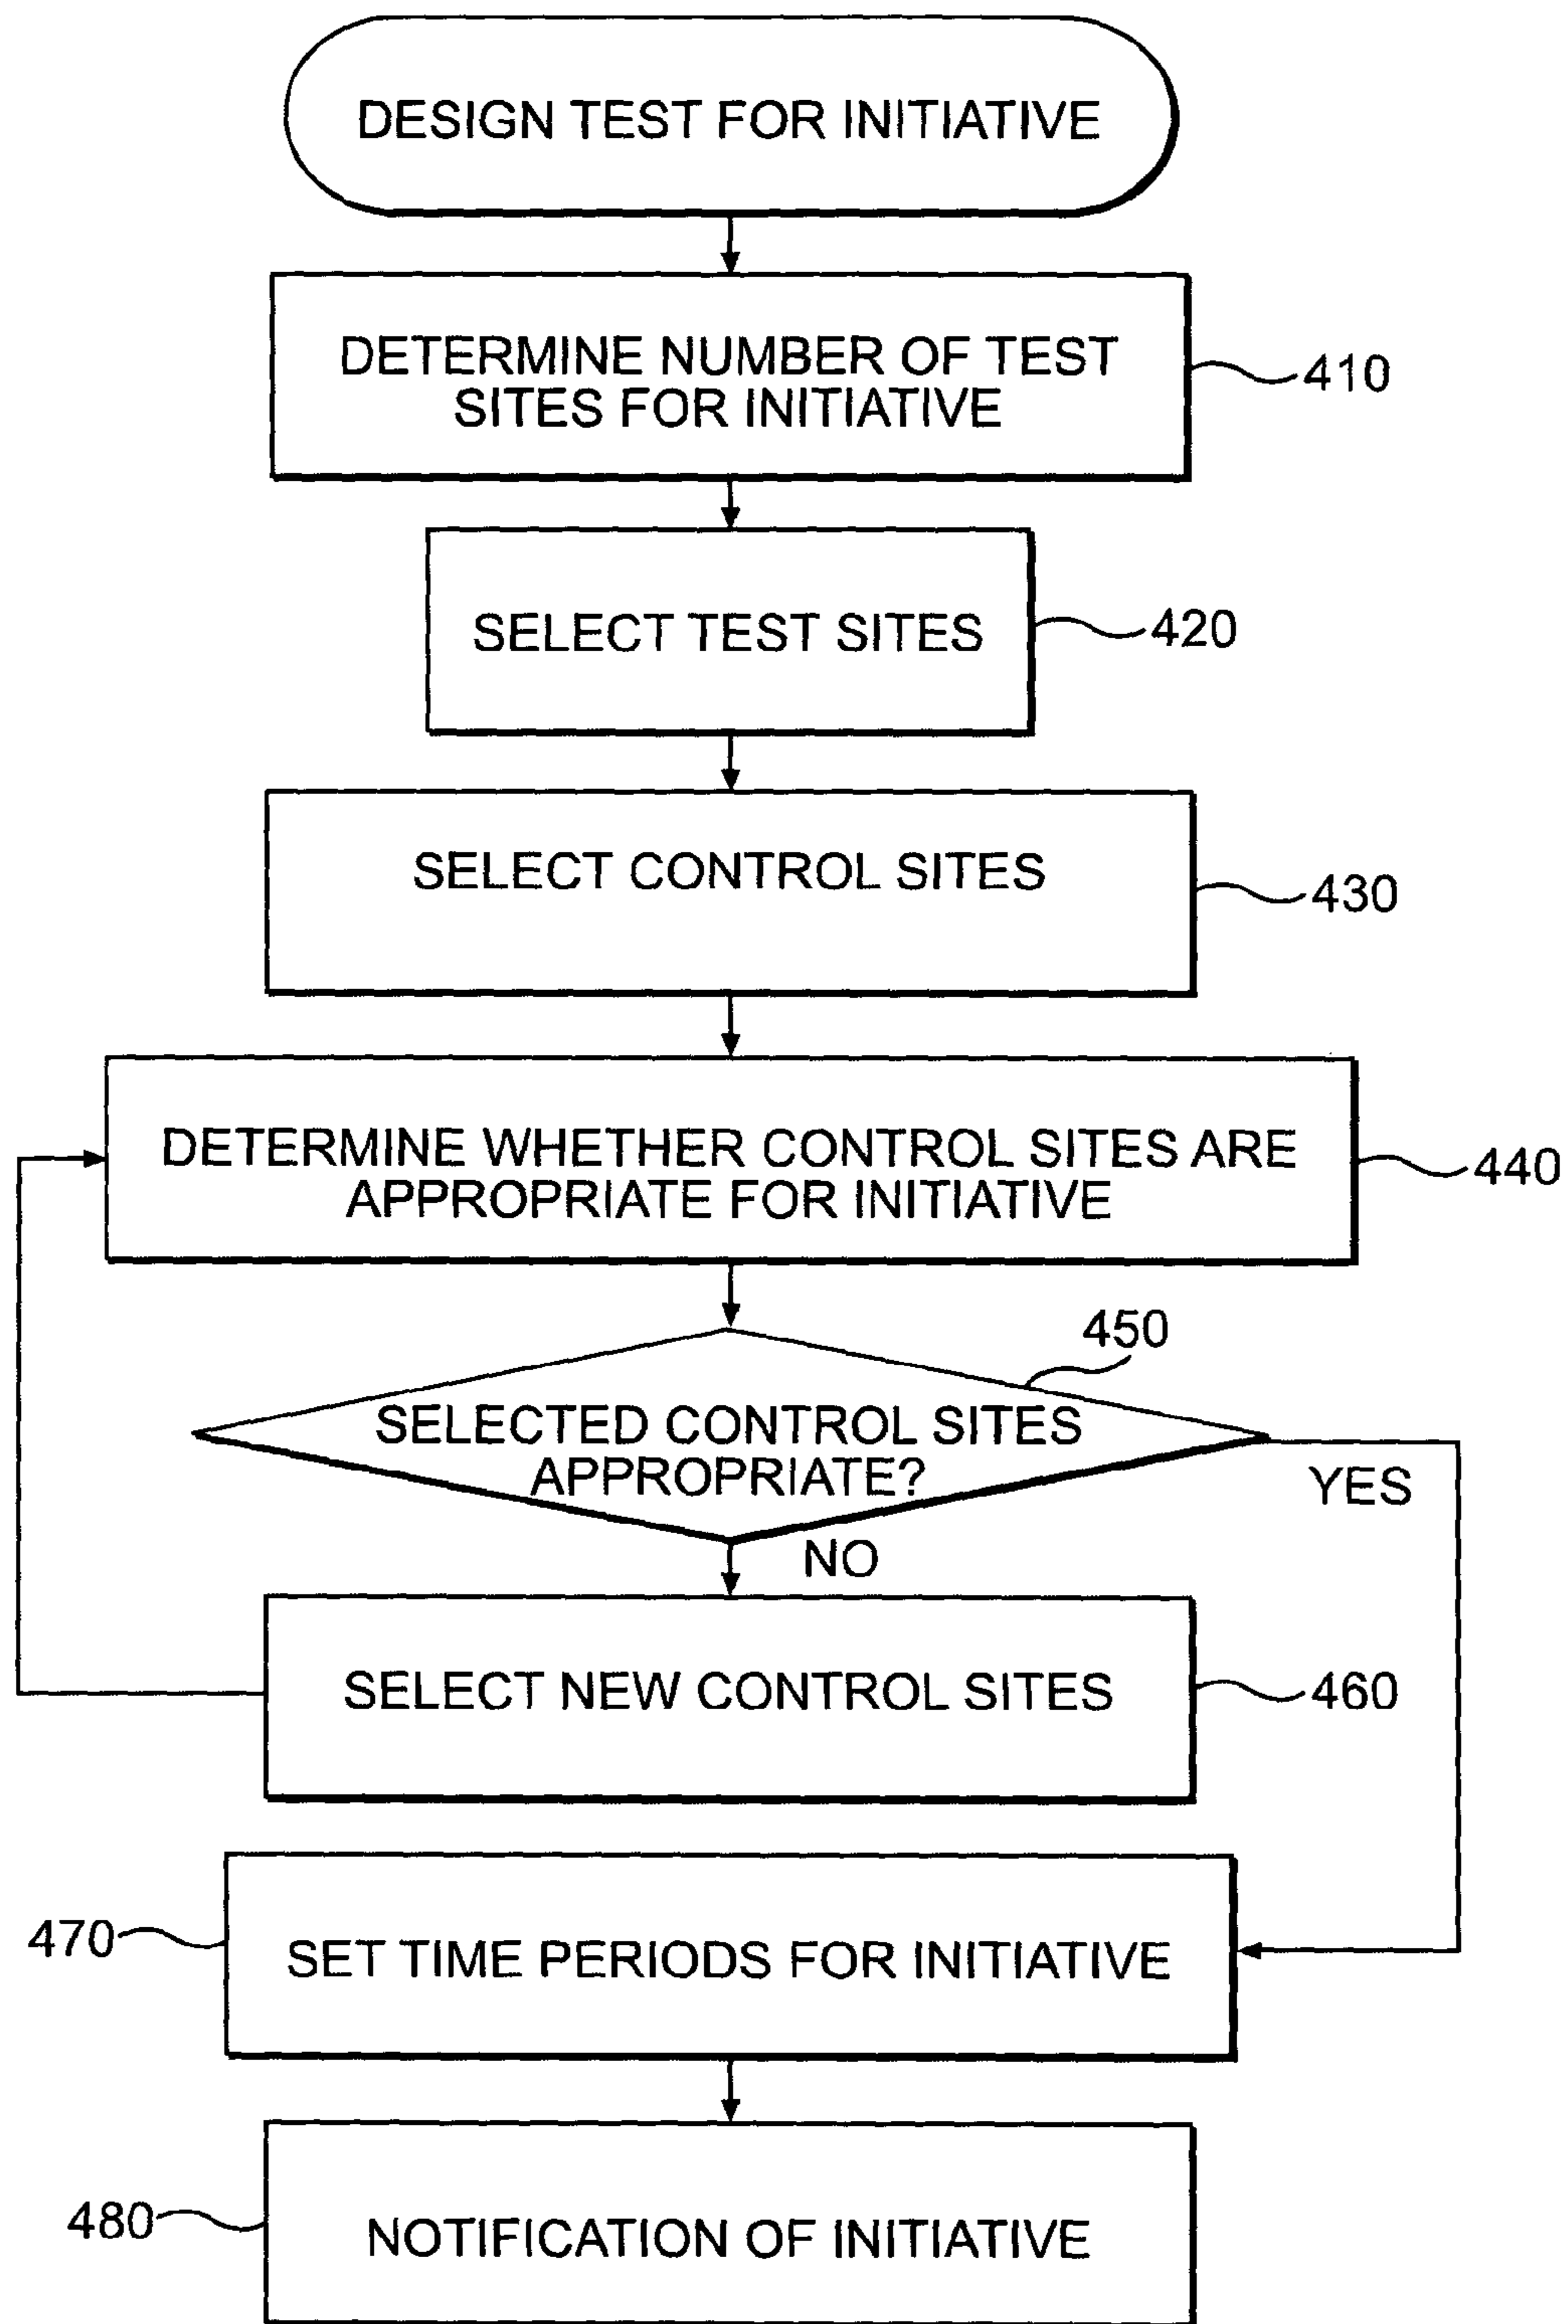 DESIGN TEST FOR INITIATIVE
DETERMINE NUMBER OF TEST
SITES FOR INITIATIVE
410
SELECT TEST SITES
420
SELECT CONTROL SITES
430
DETERMINE WHETHER CONTROL SITES ARE
APPROPRIATE FOR INITIATIVE
440
450
SELECTED CONTROL SITES
APPROPRIATE?
YES
NO
SELECT NEW CONTROL SITES
460
470
SET TIME PERIODS FOR INITIATIVE
480
NOTIFICATION OF INITIATIVE